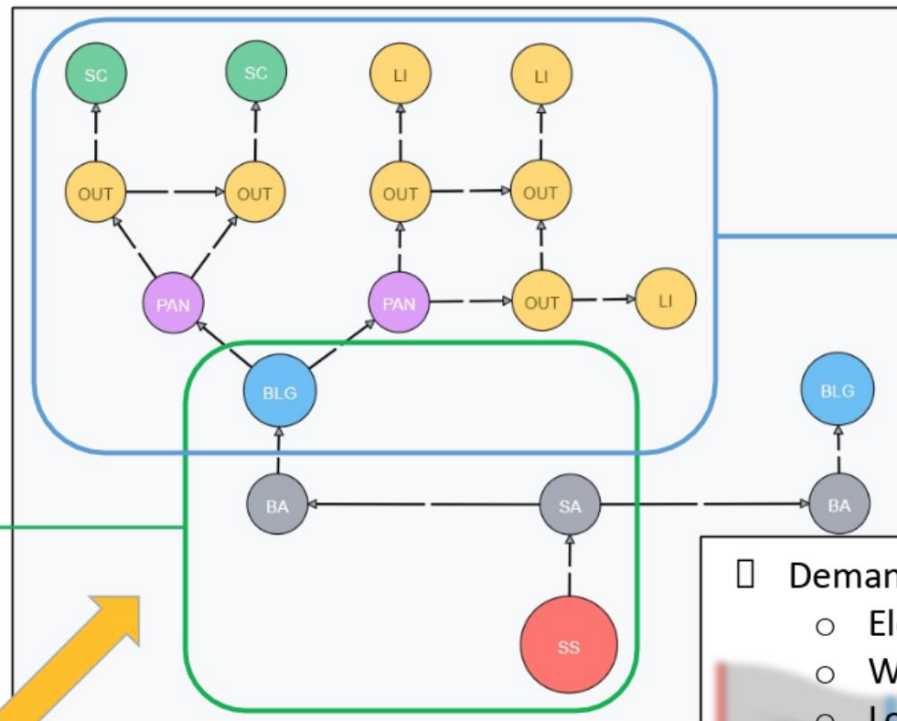 SC SC LI LI
OUT OUT OUT OUT
PAN PAN OUT LI
BLG BLG
BA SA BA
SS
Deman
El
W
Lo